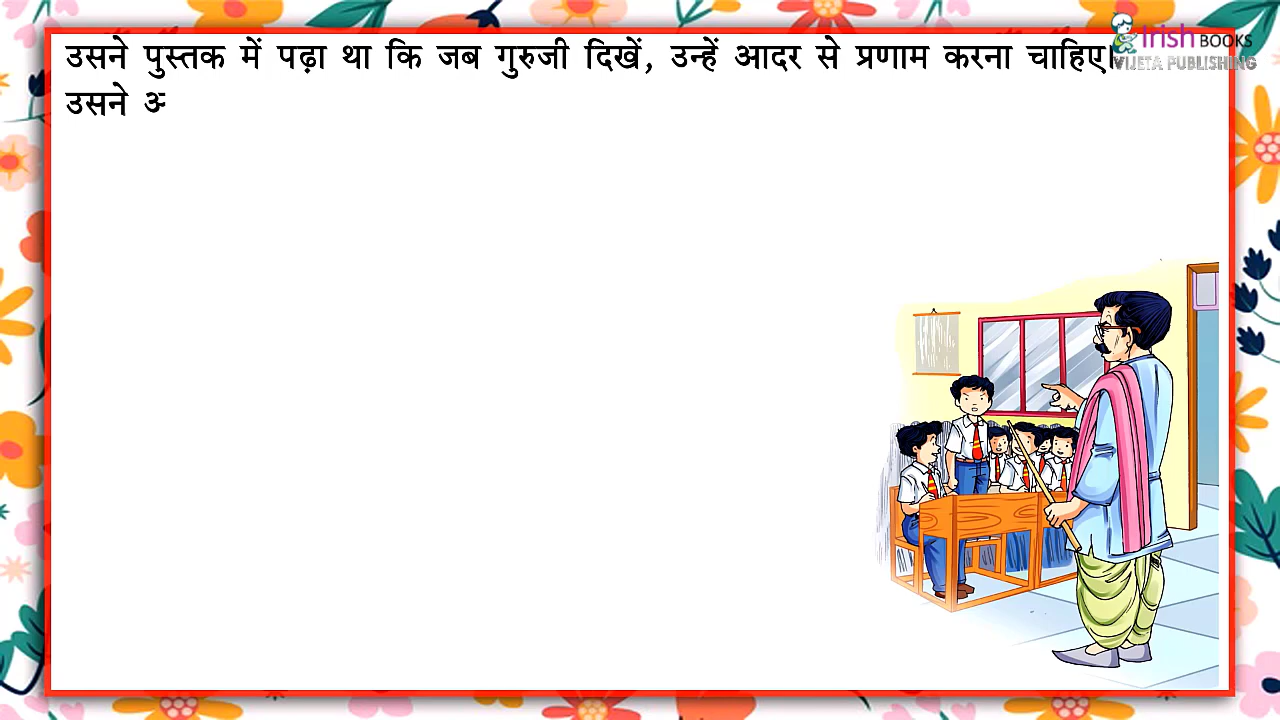 उसने पुस्तक में पढ़ा था कि जब गुरुजी दिखें, उन्हें आदर से प्रणाम करना चाहिए।
उसने
Irish BOOKS
VIJETA PUBLISHING